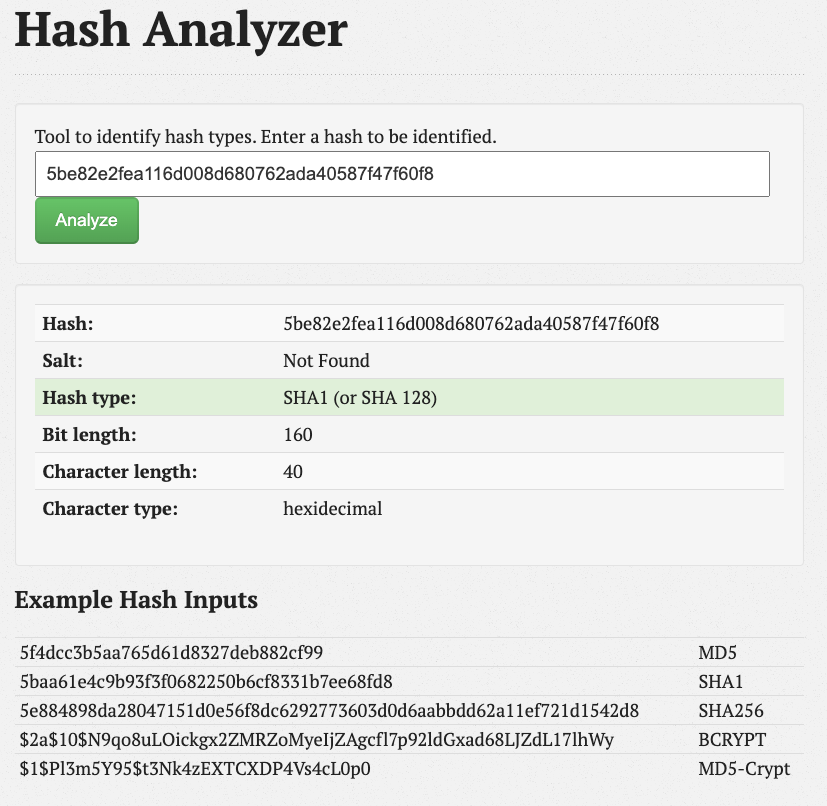 Hash Analyzer
Tool to identify hash types. Enter a hash to be identified.
5be82e2fea116d008d680762ada40587f47f60f8
Analyze
Hash: 5be82e2fea116d008d680762ada40587f47f60f8
Salt: Not Found
Hash type: SHA1 (or SHA 128)
Bit length: 160
Character length: 40
Character type: hexidecimal
Example Hash Inputs
5f4dcc3b5aa765d61d8327deb882cf99 MD5
5baa61e4c9b93f3f0682250b6cf8331b7ee68fd8 SHA1
5e884898da28047151d0e56f8dc6292773603d0d6aabbdd62a11ef721d1542d8 SHA256
$2a$10$N9qo8uLOickgx2ZMRZoMyeIjZAgcfl7p92ldGxad68LJZdL17lhWy BCRYPT
$1$Pl3m5Y95$t3Nk4zEXTCXDP4Vs4cL0p0 MD5-Crypt